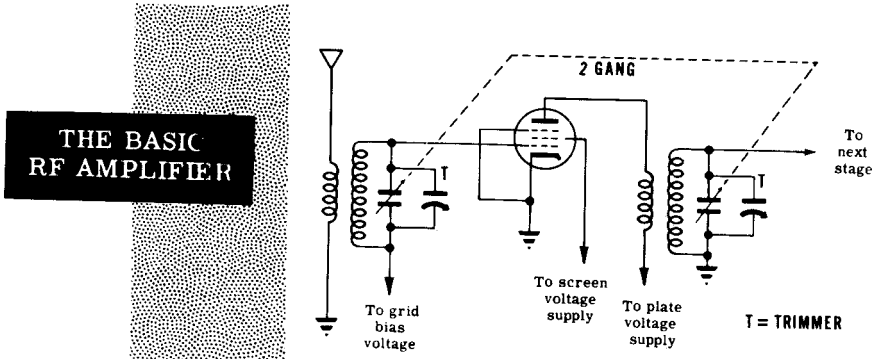 THE BASIC
RF AMPLIFIER
2 GANG
T
T
To
next
stage
To grid
bias
voltage
To screen
voltage
supply
To plate
voltage
supply
T = TRIMMER